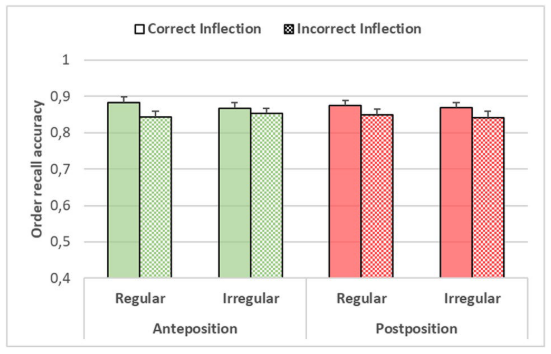 Correct Inflection Incorrect Inflection
1
0,9
0,8
0,7
0,6
0,5
0,4
Order recall accuracy
Regular Irregular Regular Irregular
Anteposition Postposition